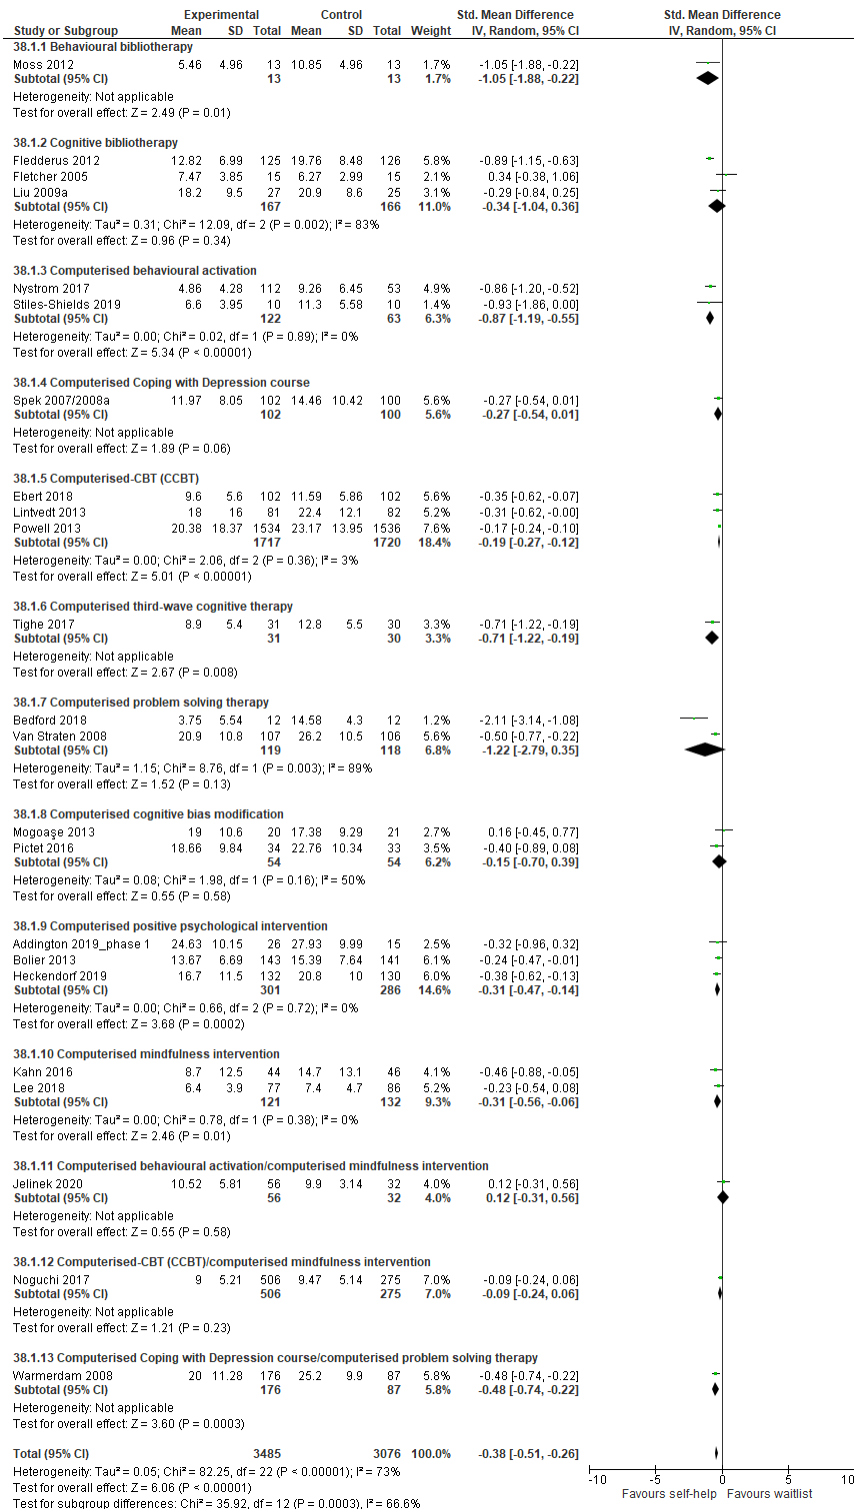 Experimental Control Std. Mean Difference Std. Mean Difference
Study or Subgroup Mean SD Total Mean SD Total Weight IV, Random, 95% CI IV, Random, 95% CI
38.1.1 Behavioural bibliotherapy
Moss 2012 5.46 4.96 13 10.85 4.96 13 1.7% -1.05 [-1.88, -0.22]
Subtotal (95% CI) 13 13 1.7% -1.05 [-1.88, -0.22]
Heterogeneity: Not applicable
Test for overall effect: Z = 2.49 (P = 0.01)
38.1.2 Cognitive bibliotherapy
Fledderus 2012 12.82 6.99 125 19.76 8.48 126 5.8% -0.89 [-1.15, -0.63]
Fletcher 2005 7.47 3.85 15 6.27 2.99 15 2.1% 0.34 [-0.38, 1.06]
Liu 2009a 18.2 9.5 27 20.9 8.6 25 3.1% -0.29 [-0.84, 0.25]
Subtotal (95% CI) 167 166 11.0% -0.34 [-1.04, 0.36]
Heterogeneity: Tau² = 0.31; Chi² = 12.09, df = 2 (P = 0.002); I² = 83%
Test for overall effect: Z = 0.96 (P = 0.34)
38.1.3 Computerised behavioural activation
Nystrom 2017 4.86 4.28 112 9.26 6.45 53 4.9% -0.86 [-1.20, -0.52]
Stiles-Shields 2019 6.6 3.95 10 11.3 5.58 10 1.4% -0.93 [-1.86, 0.00]
Subtotal (95% CI) 122 63 6.3% -0.87 [-1.19, -0.55]
Heterogeneity: Tau² = 0.00; Chi² = 0.02, df = 1 (P = 0.89); I² = 0%
Test for overall effect: Z = 5.34 (P < 0.00001)
38.1.4 Computerised Coping with Depression course
Spek 2007/2008a 11.97 8.05 102 14.46 10.42 100 5.6% -0.27 [-0.54, 0.01]
Subtotal (95% CI) 102 100 5.6% -0.27 [-0.54, 0.01]
Heterogeneity: Not applicable
Test for overall effect: Z = 1.89 (P = 0.06)
38.1.5 Computerised-CBT (CCBT)
Ebert 2018 9.6 5.6 102 11.59 5.86 102 5.6% -0.35 [-0.62, -0.07]
Lintvedt 2013 18 16 81 22.4 12.1 82 5.2% -0.31 [-0.62, -0.00]
Powell 2013 20.38 18.37 1534 23.17 13.95 1536 7.6% -0.17 [-0.24, -0.10]
Subtotal (95% CI) 1717 1720 18.4% -0.19 [-0.27, -0.12]
Heterogeneity: Tau² = 0.00; Chi² = 2.06, df = 2 (P = 0.36); I² = 3%
Test for overall effect: Z = 5.01 (P < 0.00001)
38.1.6 Computerised third-wave cognitive therapy
Tighe 2017 8.9 5.4 31 12.8 5.5 30 3.3% -0.71 [-1.22, -0.19]
Subtotal (95% CI) 31 30 3.3% -0.71 [-1.22, -0.19]
Heterogeneity: Not applicable
Test for overall effect: Z = 2.67 (P = 0.008)
38.1.7 Computerised problem solving therapy
Bedford 2018 3.75 5.54 12 14.58 4.3 12 1.2% -2.11 [-3.14, -1.08]
Van Straten 2008 20.9 10.8 107 26.2 10.5 106 5.6% -0.50 [-0.77, -0.22]
Subtotal (95% CI) 119 118 6.8% -1.22 [-2.79, 0.35]
Heterogeneity: Tau² = 1.15; Chi² = 8.76, df = 1 (P = 0.003); I² = 89%
Test for overall effect: Z = 1.52 (P = 0.13)
38.1.8 Computerised cognitive bias modification
Mogoaşe 2013 19 10.6 20 17.38 9.29 21 2.7% 0.16 [-0.45, 0.77]
Pictet 2016 18.66 9.84 34 22.76 10.34 33 3.5% -0.40 [-0.89, 0.08]
Subtotal (95% CI) 54 54 6.2% -0.15 [-0.70, 0.39]
Heterogeneity: Tau² = 0.08; Chi² = 1.98, df = 1 (P = 0.16); I² = 50%
Test for overall effect: Z = 0.55 (P = 0.58)
38.1.9 Computerised positive psychological intervention
Addington 2019_phase 1 24.63 10.15 26 27.93 9.99 15 2.5% -0.32 [-0.96, 0.32]
Bolier 2013 13.67 6.69 143 15.39 7.64 141 6.1% -0.24 [-0.47, -0.01]
Heckendorf 2019 16.7 11.5 132 20.8 10 130 6.0% -0.38 [-0.62, -0.13]
Subtotal (95% CI) 301 286 14.6% -0.31 [-0.47, -0.14]
Heterogeneity: Tau² = 0.00; Chi² = 0.66, df = 2 (P = 0.72); I² = 0%
Test for overall effect: Z = 3.68 (P = 0.0002)
38.1.10 Computerised mindfulness intervention
Kahn 2016 8.7 12.5 44 14.7 13.1 46 4.1% -0.46 [-0.88, -0.05]
Lee 2018 6.4 3.9 77 7.4 4.7 86 5.2% -0.23 [-0.54, 0.08]
Subtotal (95% CI) 121 132 9.3% -0.31 [-0.56, -0.06]
Heterogeneity: Tau² = 0.00; Chi² = 0.78, df = 1 (P = 0.38); I² = 0%
Test for overall effect: Z = 2.46 (P = 0.01)
38.1.11 Computerised behavioural activation/computerised mindfulness intervention
Jelinek 2020 10.52 5.81 56 9.9 3.14 32 4.0% 0.12 [-0.31, 0.56]
Subtotal (95% CI) 56 32 4.0% 0.12 [-0.31, 0.56]
Heterogeneity: Not applicable
Test for overall effect: Z = 0.55 (P = 0.58)
38.1.12 Computerised-CBT (CCBT)/computerised mindfulness intervention
Noguchi 2017 9 5.21 506 9.47 5.14 275 7.0% -0.09 [-0.24, 0.06]
Subtotal (95% CI) 506 275 7.0% -0.09 [-0.24, 0.06]
Heterogeneity: Not applicable
Test for overall effect: Z = 1.21 (P = 0.23)
38.1.13 Computerised Coping with Depression course/computerised problem solving therapy
Warmerdam 2008 20 11.28 176 25.2 9.9 87 5.8% -0.48 [-0.74, -0.22]
Subtotal (95% CI) 176 87 5.8% -0.48 [-0.74, -0.22]
Heterogeneity: Not applicable
Test for overall effect: Z = 3.60 (P = 0.0003)
Total (95% CI) 3485 3076 100.0% -0.38 [-0.51, -0.26]
Heterogeneity: Tau² = 0.05; Chi² = 82.25, df = 22 (P < 0.00001); I² = 73%
-10 -5 0 5 10
Test for overall effect: Z = 6.06 (P < 0.00001)
Favours self-help Favours waitlist
Test for subgroup differences: Chi² = 35.92, df = 12 (P = 0.0003), I² = 66.6%